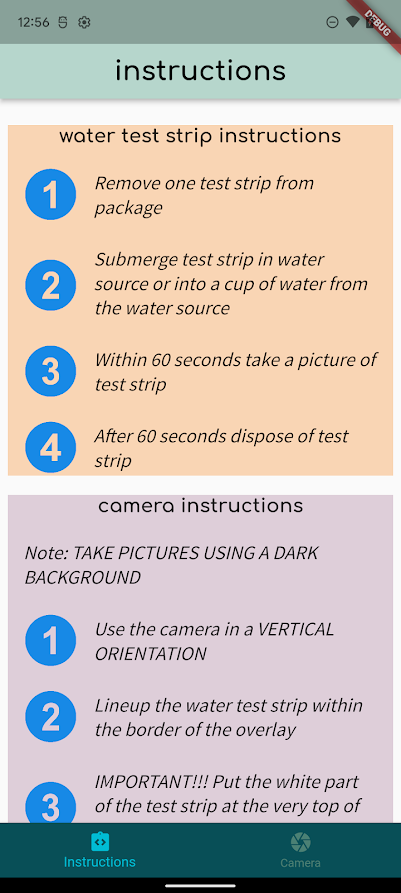 12:56
DEBUG
instructions
water test strip instructions
1
Remove one test strip from
package
2
Submerge test strip in water
source or into a cup of water from
the water source
3
Within 60 seconds take a picture of
test strip
4
After 60 seconds dispose of test
strip
camera instructions
Note: TAKE PICTURES USING A DARK
BACKGROUND
1
Use the camera in a VERTICAL
ORIENTATION
2
Lineup the water test strip within
the border of the overlay
3
IMPORTANT!!! Put the white part
of the test strip at the very top of
Instructions
Camera